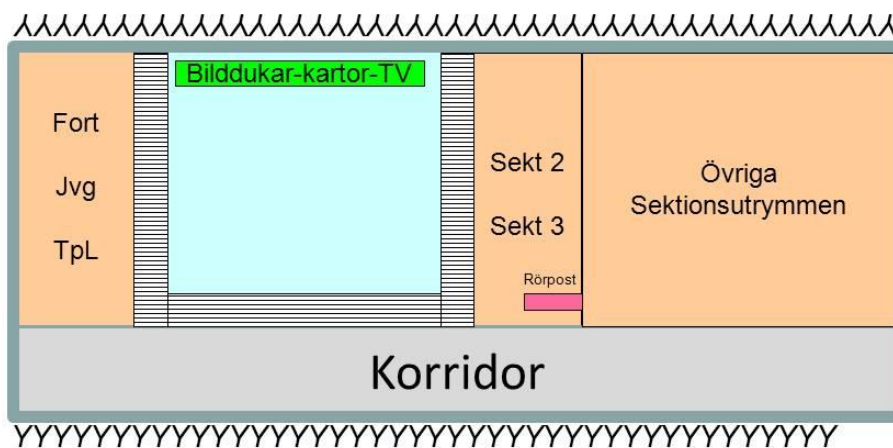 Bilddukar-kartor-TV
Fort
Jvg
TpL
Sekt 2
Sekt 3
Rörpost
Övriga
Sektionsutrymmen
Korridor